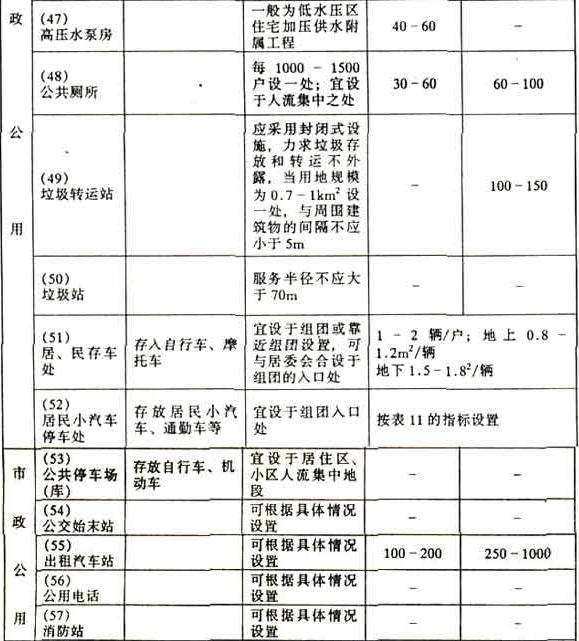 政
公
用
(47)
高压水泵房
一般为低水压区
住宅加压供水附
属工程
40-60
–
(48)
公共厕所
每 1000 - 1500
户设一处；宜设
于人流集中之处
30-60
60-100
(49)
垃圾转运站
应采用封闭式设
施，力求垃圾存
放和转运不外
露，当用地规模
为 0.7-1km² 设
一处，与周围建
筑物的间隔不应
小于 5m
–
100-150
(50)
垃圾站
服务半径不应大
于 70m
–
–
(51)
居、民存车
处
存入自行车、摩
托车
宜设于组团或靠
近组团设置，可
与居委会合设于
组团的入口处
1 - 2 辆/户；地上 0.8 -
1.2m²/辆
地下 1.5-1.8²/辆
(52)
居民小汽车
停车处
存放居民小汽
车、通勤车等
宜设于组团入口
处
按表 11 的指标设置
市
政
公
用
(53)
公共停车场
(库)
存放自行车、机
动车
宜设于居住区、
小区人流集中地
段
–
–
(54)
公交始末站
可根据具体情况
设置
–
–
(55)
出租汽车站
可根据具体情况
设置
100-200
250-1000
(56)
公用电话
可根据具体情况
设置
–
–
(57)
消防站
可根据具体情况
设置
–
–